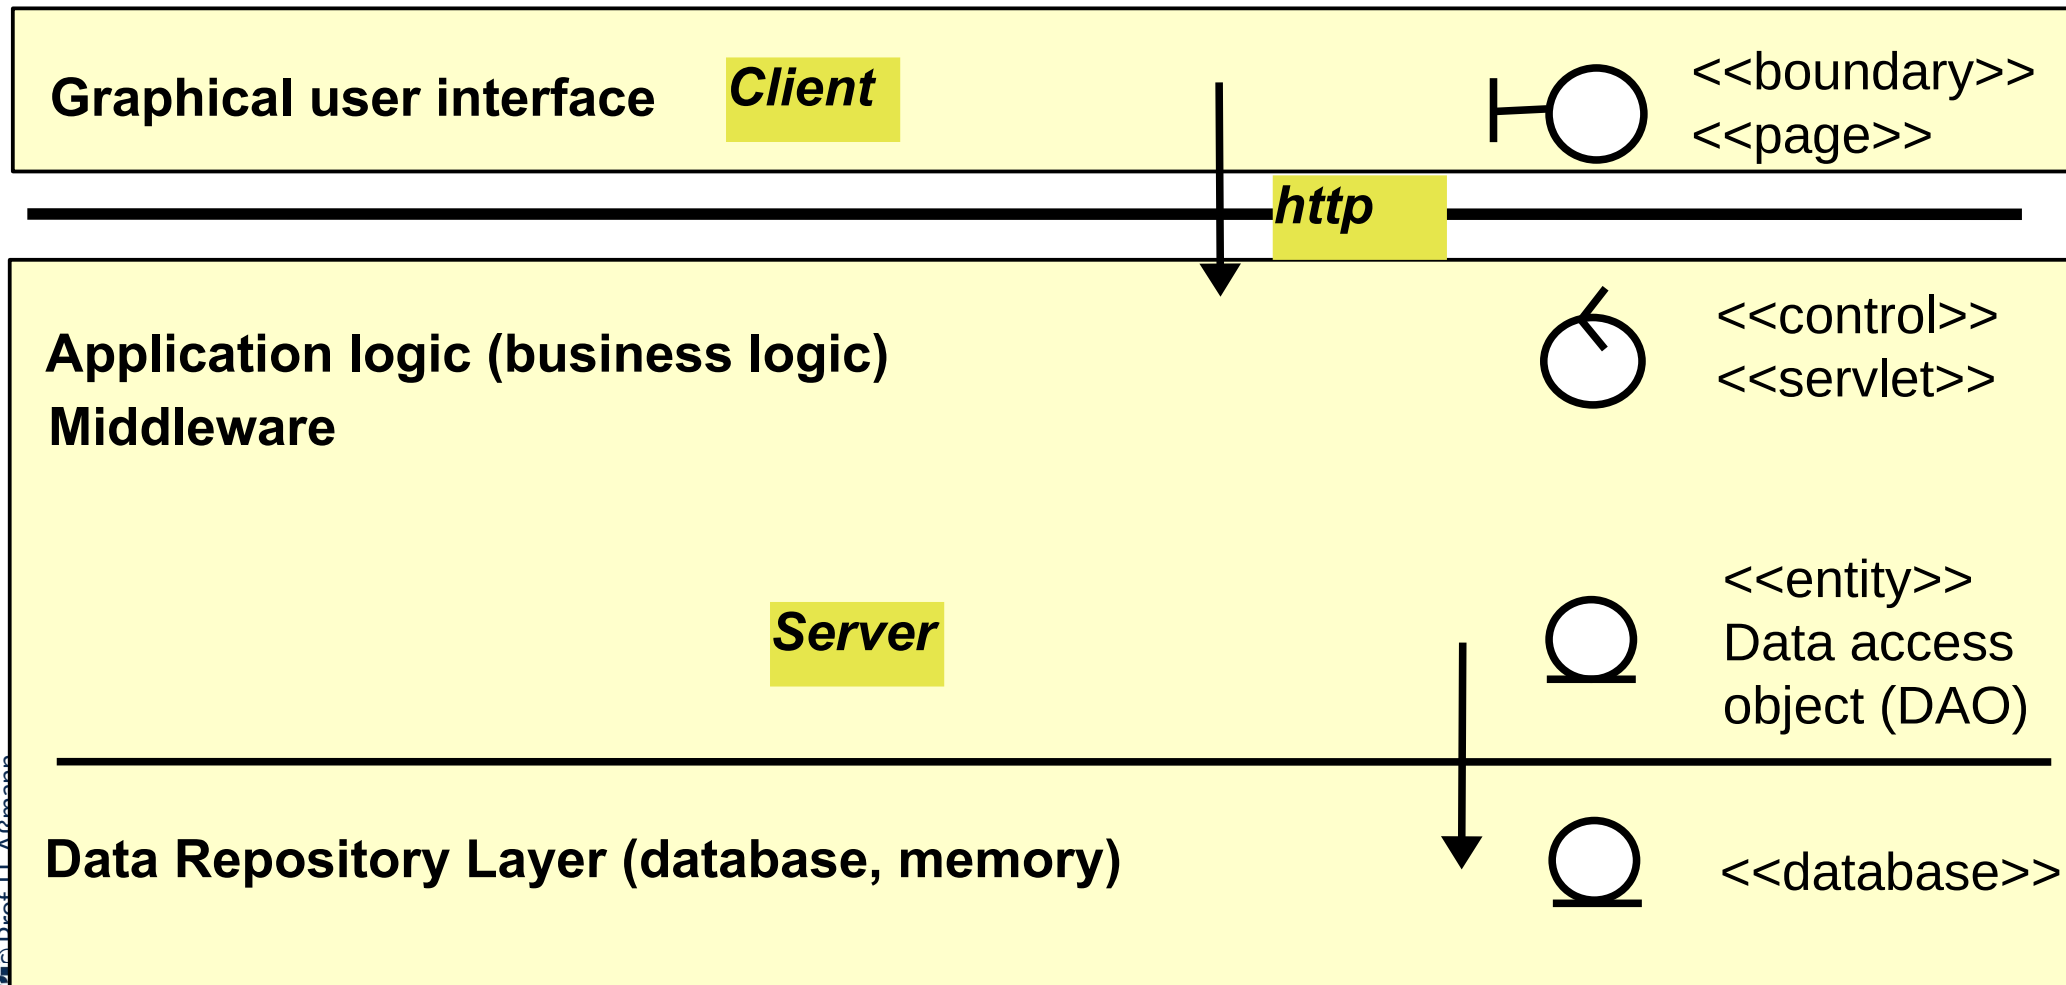 Graphical user interface
Client
<<boundary>>
<<page>>
http
Application logic (business logic)
Middleware
<<control>>
<<servlet>>
Server
<<entity>>
Data access
object (DAO)
Data Repository Layer (database, memory)
<<database>>